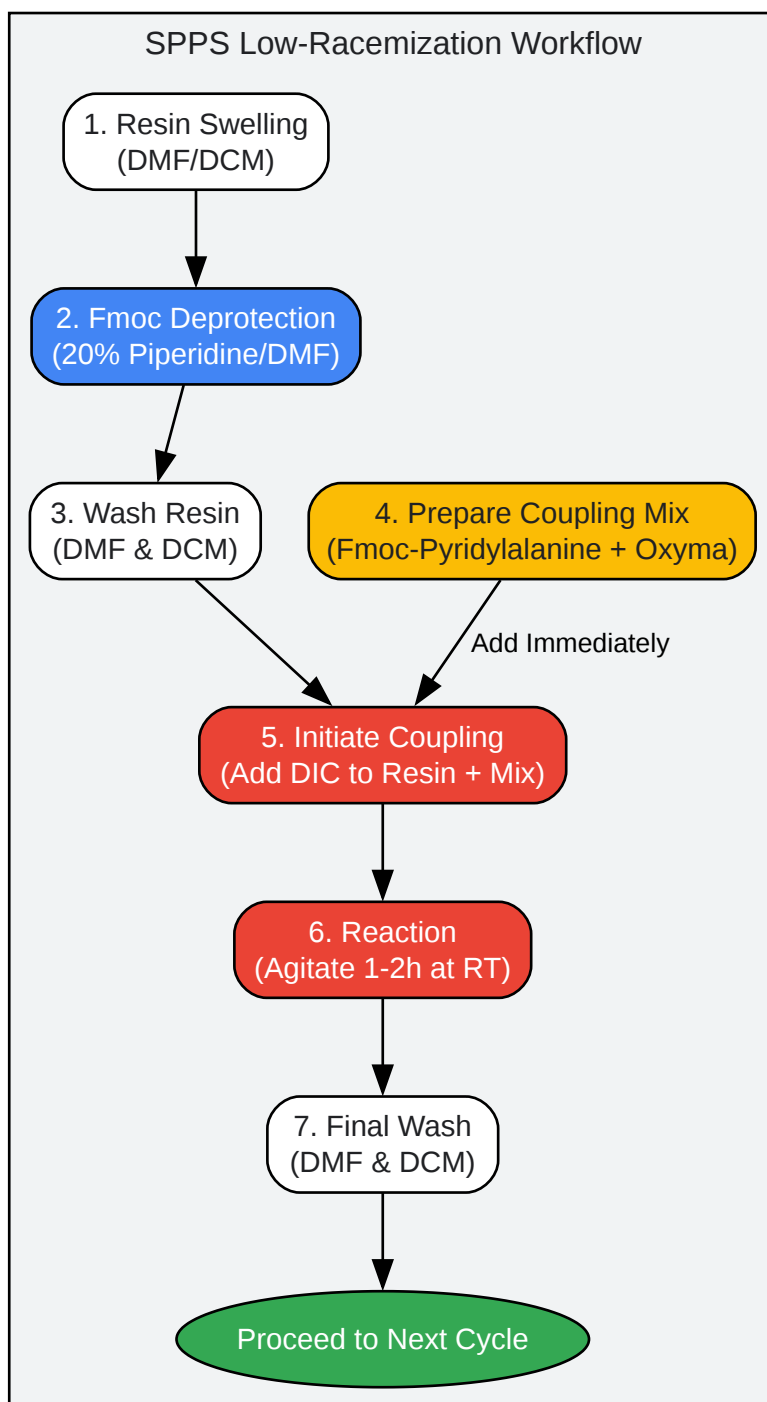 SPPS Low-Racemization Workflow
1. Resin Swelling
(DMF/DCM)
2. Fmoc Deprotection
(20% Piperidine/DMF)
3. Wash Resin
(DMF & DCM)
4. Prepare Coupling Mix
(Fmoc-Pyridylalanine + Oxyma)
Add Immediately
5. Initiate Coupling
(Add DIC to Resin + Mix)
6. Reaction
(Agitate 1-2h at RT)
7. Final Wash
(DMF & DCM)
Proceed to Next Cycle